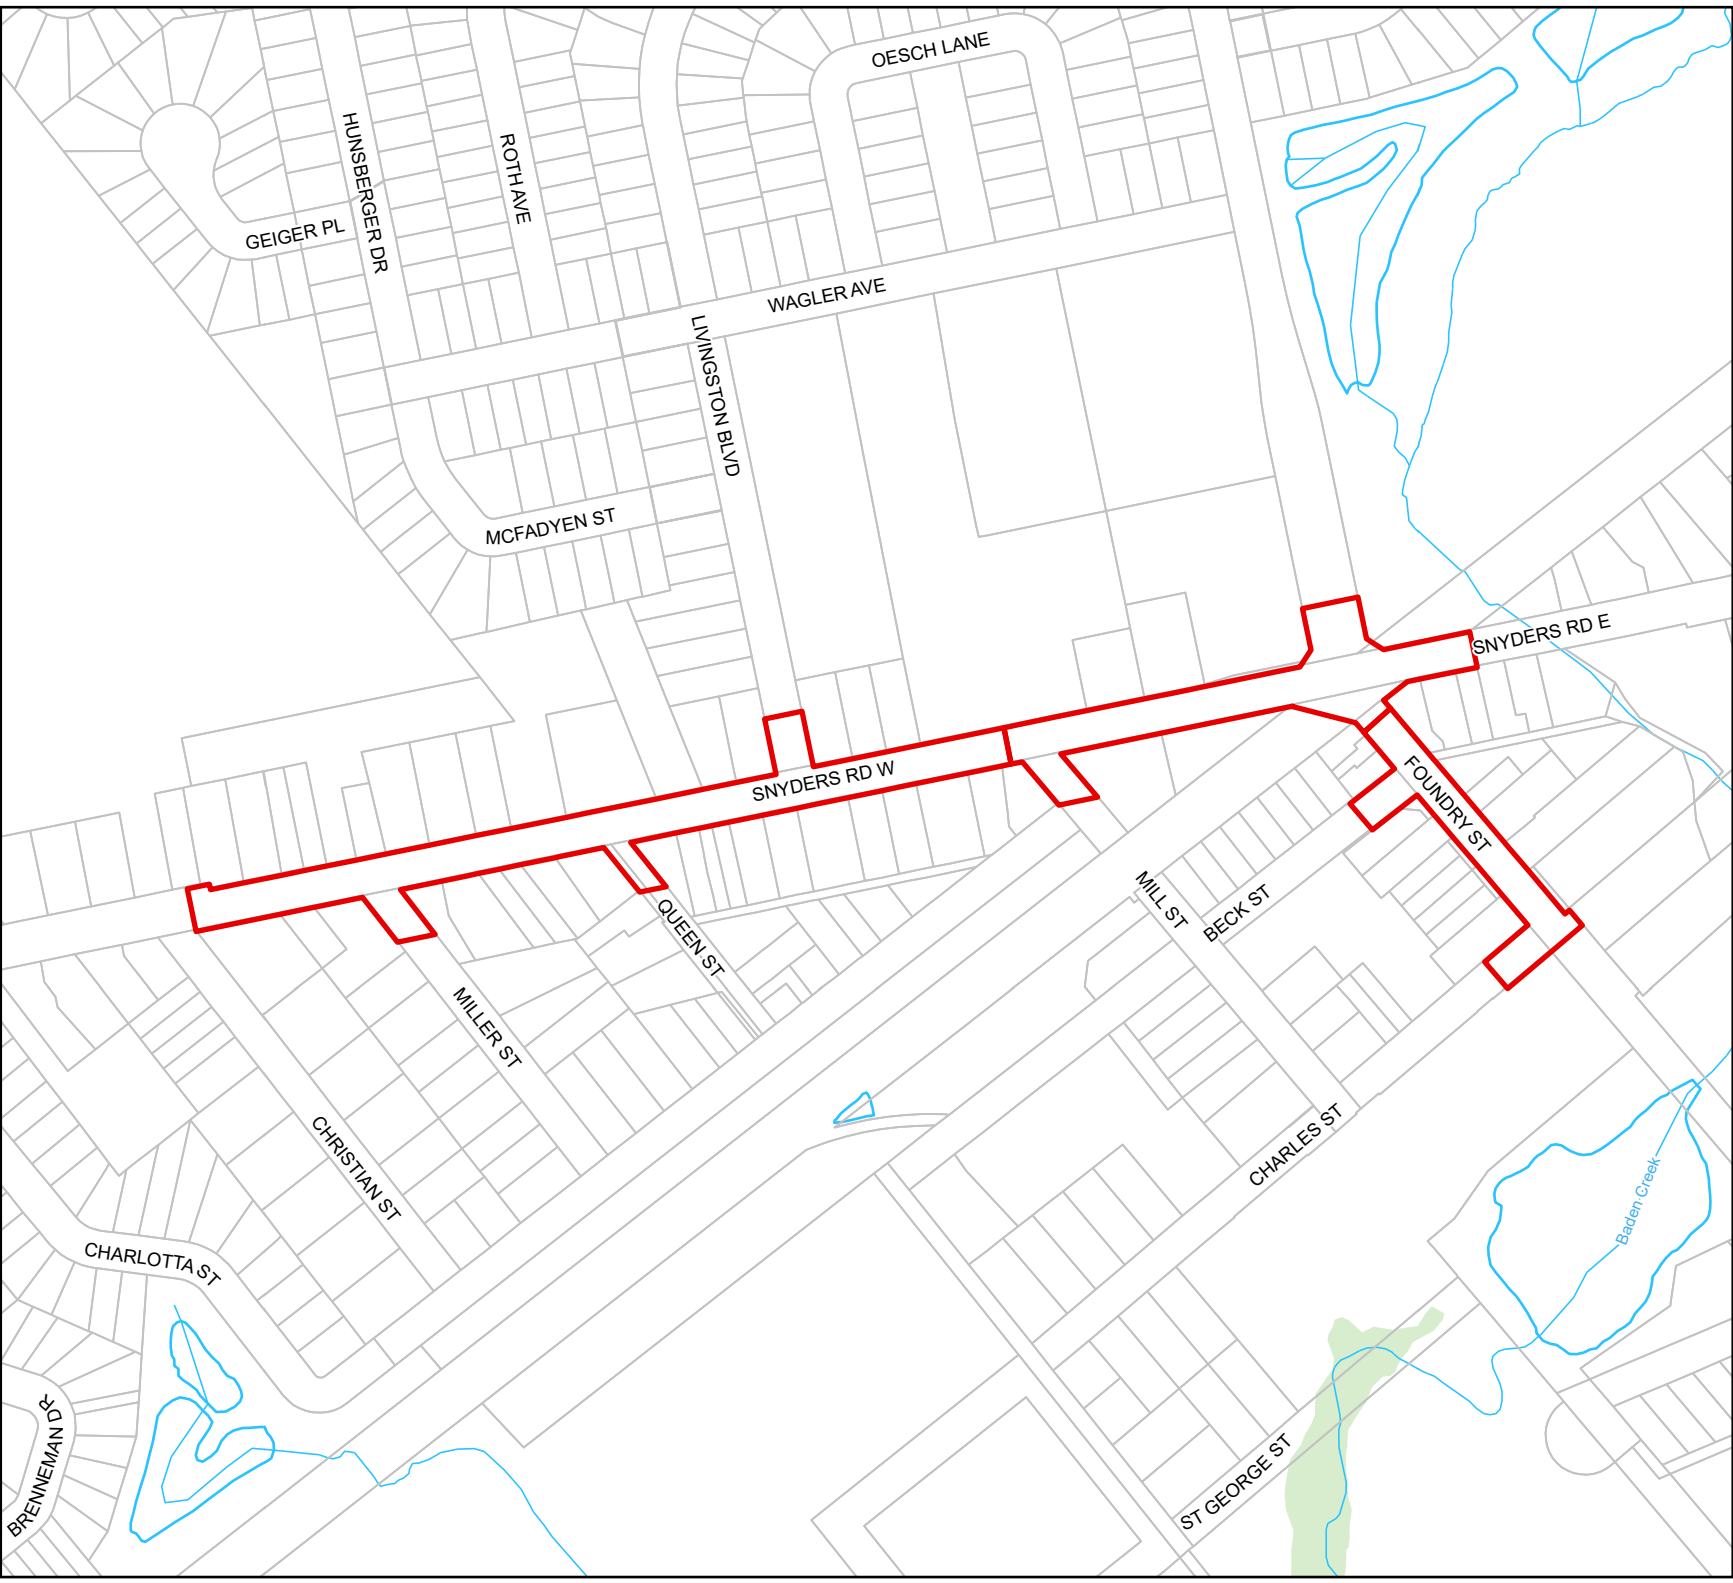 OESCH LANE
HUNSBERGER DR
ROTH AVE
GEIGER PL
WAGLER AVE
LIVINGSTON BLVD
MCFADYEN ST
SNYDERS RD E
SNYDERS RD W
FOUNDRY ST
MILL ST
BECK ST
QUEEN ST
MILLER ST
CHRISTIAN ST
CHARLES ST
Baden Creek
CHARLOTTA ST
BRENNEMAN DR
ST GEORGE ST